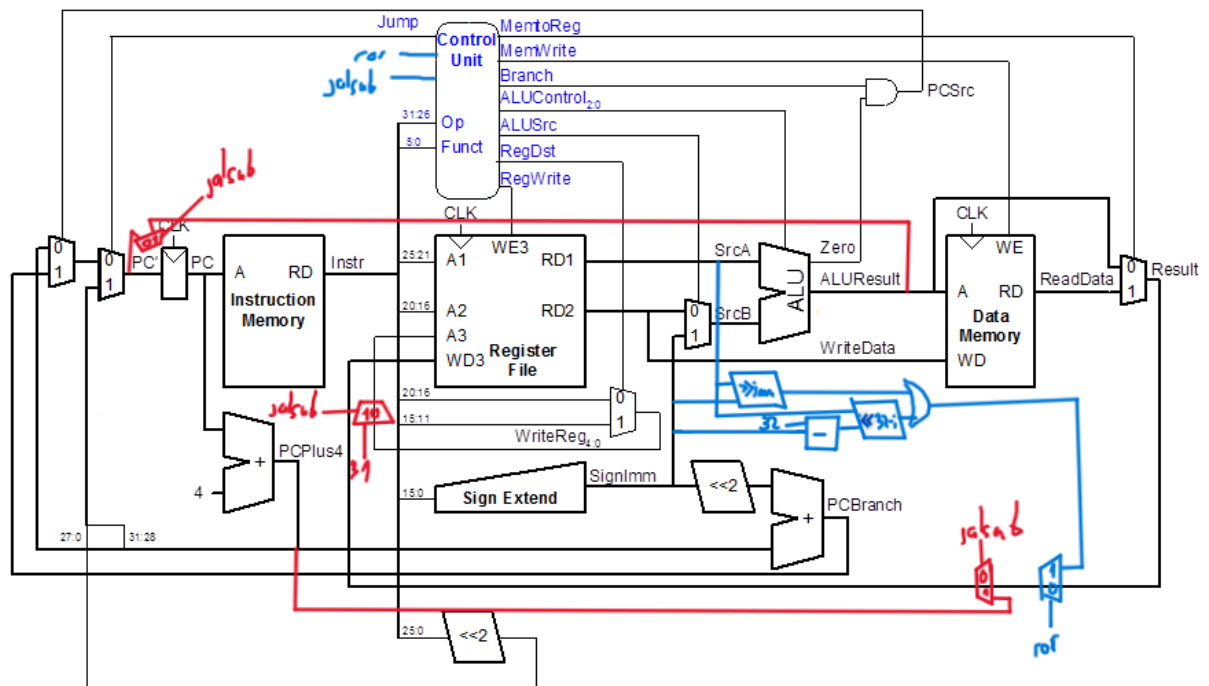 Jump
MemtoReg
Control
Unit
MemWrite
ror
jalsub
Branch
PCSrc
ALUControl2:0
31:26
Op
ALUSrc
5:0
Funct
RegDst
RegWrite
jalsub
CLK
CLK
CLK
0
1
PC'
0
1
PC
A
RD
Instr
Instruction
Memory
25:21
A1
WE3
RD1
20:16
A2
RD2
A3
WD3
Register
File
SrcA
0
1
SrcB
ALU
Zero
ALUResult
WriteData
WE
A
RD
Data
Memory
WD
ReadData
0
1
Result
>>imm
32
-
<<32-i
jalsub
10
31
20:16
15:11
0
1
WriteReg4:0
PCPlus4
+
4
15:0
Sign Extend
SignImm
<<2
+
PCBranch
27:0
31:28
jalsub
0
1
1
0
ror
25:0
<<2